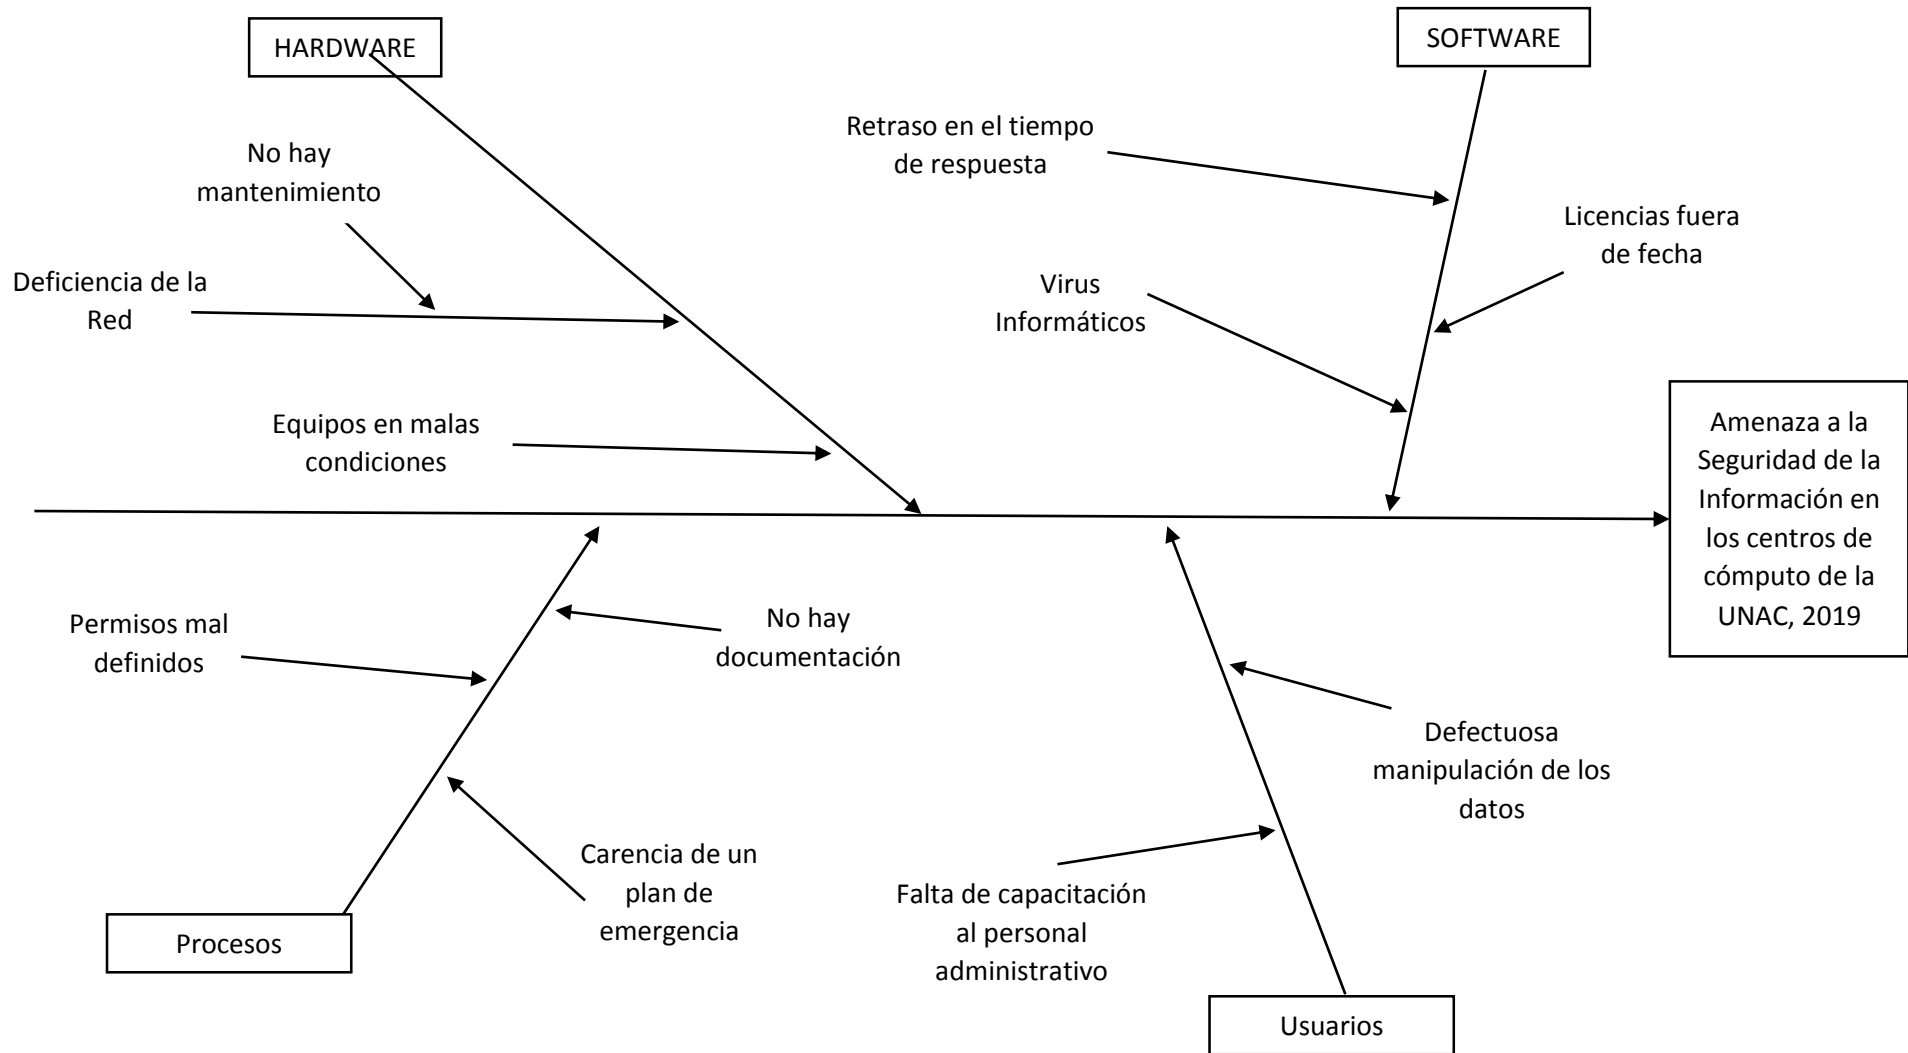 HARDWARE
SOFTWARE
Retraso en el tiempo
de respuesta
No hay
mantenimiento
Licencias fuera
de fecha
Deficiencia de la
Red
Virus
Informáticos
Equipos en malas
condiciones
Amenaza a la
Seguridad de la
Información en
los centros de
cómputo de la
UNAC, 2019
Permisos mal
definidos
No hay
documentación
Defectuosa
manipulación de los
datos
Carencia de un
plan de
emergencia
Falta de capacitación
al personal
administrativo
Procesos
Usuarios